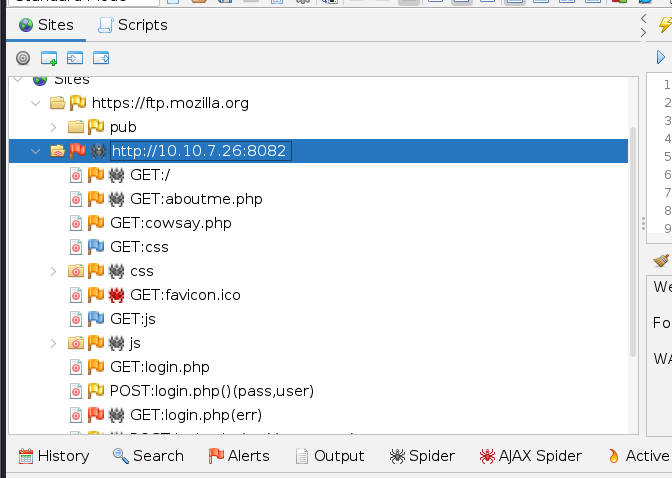 Sites
Scripts
Sites
https://ftp.mozilla.org
pub
http://10.10.7.26:8082
GET:/
GET:aboutme.php
GET:cowsay.php
GET:css
css
GET:favicon.ico
GET:js
js
GET:login.php
POST:login.php()(pass,user)
GET:login.php(err)
1
2
3
4
5
6
7
8
9
We
Fo
WA
History
Search
Alerts
Output
Spider
AJAX Spider
Active